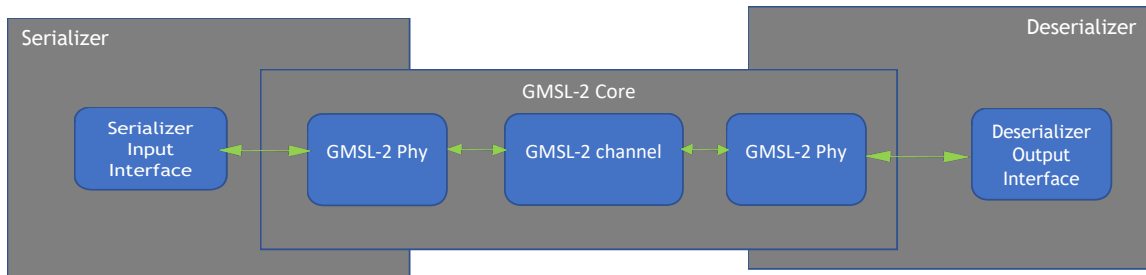 Serializer
Deserializer
GMSL-2 Core
Serializer
Input
Interface
GMSL-2 Phy
GMSL-2 channel
GMSL-2 Phy
Deserializer
Output
Interface